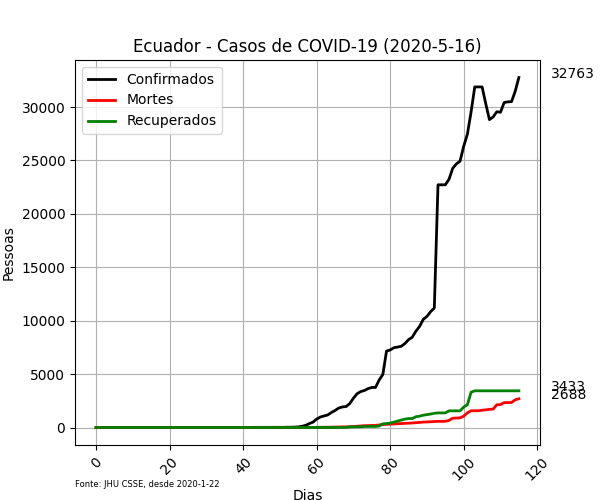 Ecuador - Casos de COVID-19 (2020-5-16)
Confirmados
Mortes
Recuperados
32763
3433
2688
30000
25000
20000
15000
10000
5000
0
Pessoas
0 20 40 60 80 100 120
Fonte: JHU CSSE, desde 2020-1-22
Dias